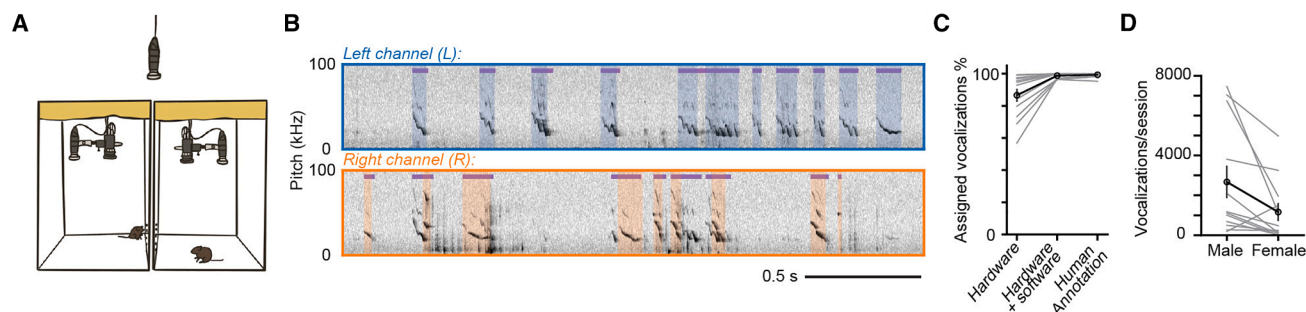 A
B
C
D
Left channel (L):
100
0
Right channel (R):
100
0
Pitch (kHz)
0.5 s
Assigned vocalizations %
100
0
Hardware
Hardware
+ software
Human
Annotation
Vocalizations/session
8000
4000
0
Male Female